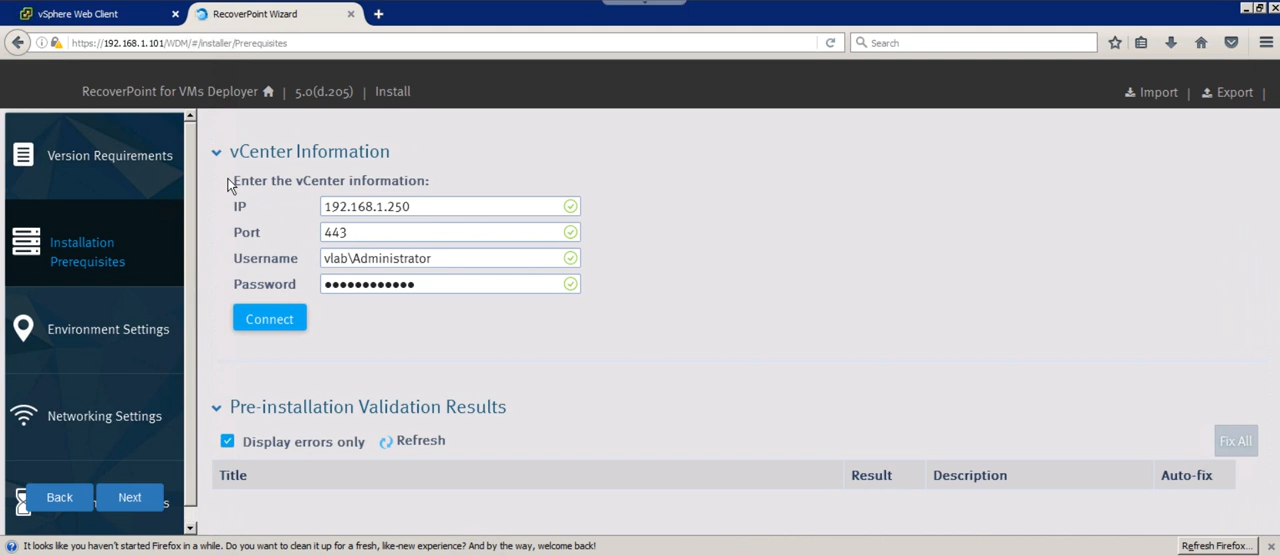 vSphere Web Client
RecoverPoint Wizard
https://192.168.1.101/WDM/#/installer/Prerequisites
Search
RecoverPoint for VMs Deployer | 5.0(d.205) | Install
Import | Export |
Version Requirements
Installation
Prerequisites
Environment Settings
Networking Settings
Back
Next
vCenter Information
Enter the vCenter information:
IP 192.168.1.250
Port 443
Username vlab\Administrator
Password ●●●●●●●●●●●●
Connect
Pre-installation Validation Results
Display errors only Refresh
Fix All
Title Result Description Auto-fix
It looks like you haven't started Firefox in a while. Do you want to clean it up for a fresh, like-new experience? And by the way, welcome back!
Refresh Firefox...